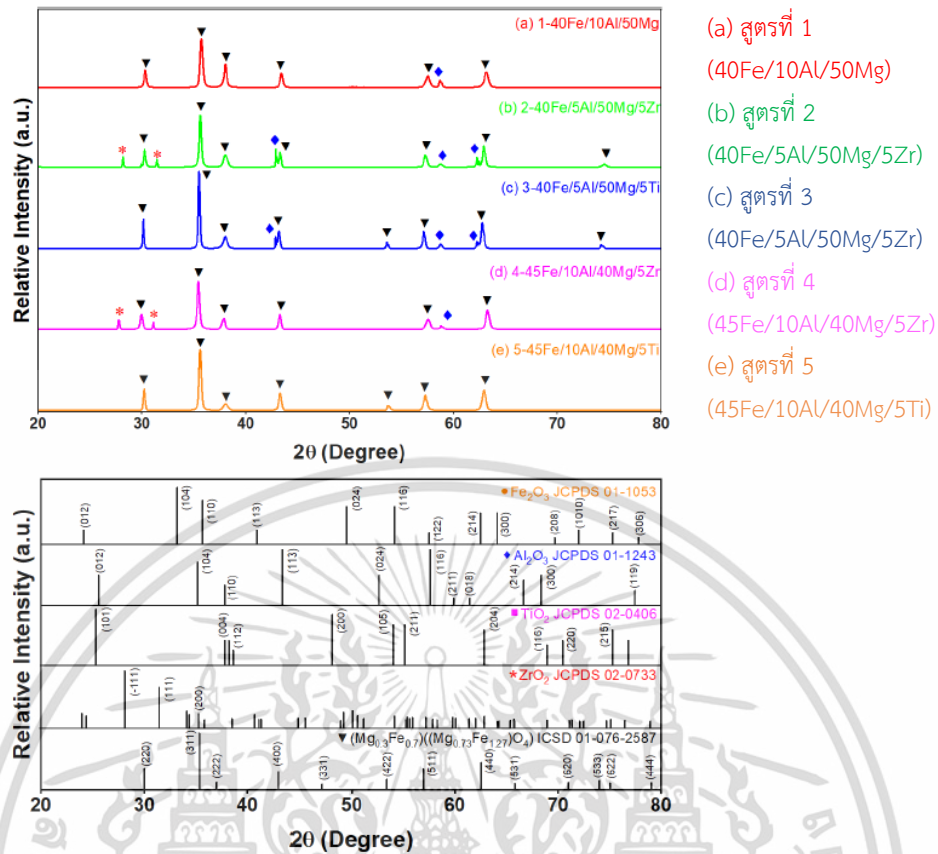 Relative Intensity (a.u.)
(a) 1-40Fe/10Al/50Mg
(b) 2-40Fe/5Al/50Mg/5Zr
(c) 3-40Fe/5Al/50Mg/5Ti
(d) 4-45Fe/10Al/40Mg/5Zr
(e) 5-45Fe/10Al/40Mg/5Ti
20 30 40 50 60 70 80
2θ (Degree)
(a) สูตรที่ 1
(40Fe/10Al/50Mg)
(b) สูตรที่ 2
(40Fe/5Al/50Mg/5Zr)
(c) สูตรที่ 3
(40Fe/5Al/50Mg/5Zr)
(d) สูตรที่ 4
(45Fe/10Al/40Mg/5Zr)
(e) สูตรที่ 5
(45Fe/10Al/40Mg/5Ti)
Relative Intensity (a.u.)
Fe₂O₃ JCPDS 01-1053
(012) (104) (110) (113) (024) (116) (122) (214) (300) (208) (1010) (217) (306)
Al₂O₃ JCPDS 01-1243
(012) (104) (110) (113) (024) (116) (211) (018) (214) (300) (119)
TiO₂ JCPDS 02-0406
(101) (004) (112) (200) (105) (211) (204) (116) (220) (215)
*ZrO₂ JCPDS 02-0733
(-111) (111) (200)
▼(Mg₀.₃Fe₀.₇)((Mg₀.₇₃Fe₁.₂₇)O₄) ICSD 01-076-2587
(220) (311) (222) (400) (331) (422) (511) (440) (531) (620) (533) (622) (444)
20 30 40 50 60 70 80
2θ (Degree)